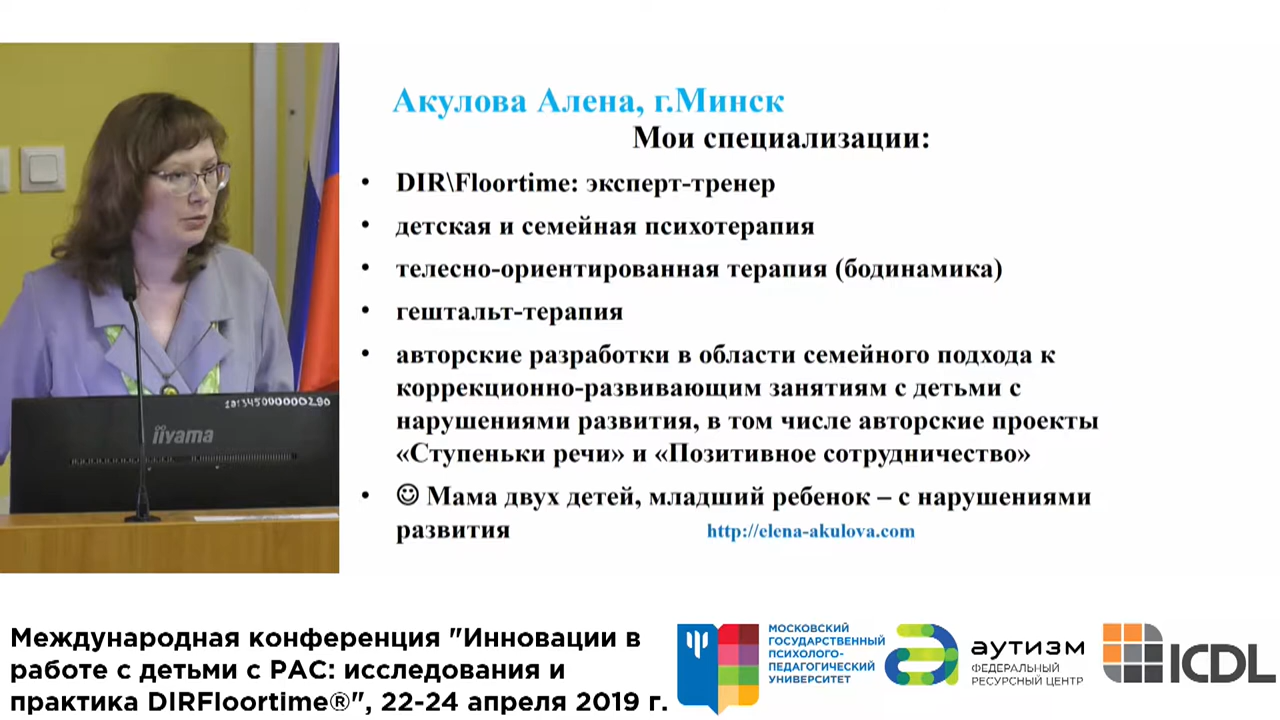 Акулова Алена, г.Минск
Мои специализации:
• DIR\Floortime: эксперт-тренер
• детская и семейная психотерапия
• телесно-ориентированная терапия (бодинамика)
• гештальт-терапия
• авторские разработки в области семейного подхода к
коррекционно-развивающим занятиям с детьми с
нарушениями развития, в том числе авторские проекты
«Ступеньки речи» и «Позитивное сотрудничество»
• ☺ Мама двух детей, младший ребенок – с нарушениями
развития http://elena-akulova.com
iiyama
Международная конференция "Инновации в
работе с детьми с РАС: исследования и
практика DIRFloortime®", 22-24 апреля 2019 г.
МОСКОВСКИЙ
ГОСУДАРСТВЕННЫЙ
ПСИХОЛОГО-
ПЕДАГОГИЧЕСКИЙ
УНИВЕРСИТЕТ
аутизм
ФЕДЕРАЛЬНЫЙ
РЕСУРСНЫЙ ЦЕНТР
ICDL